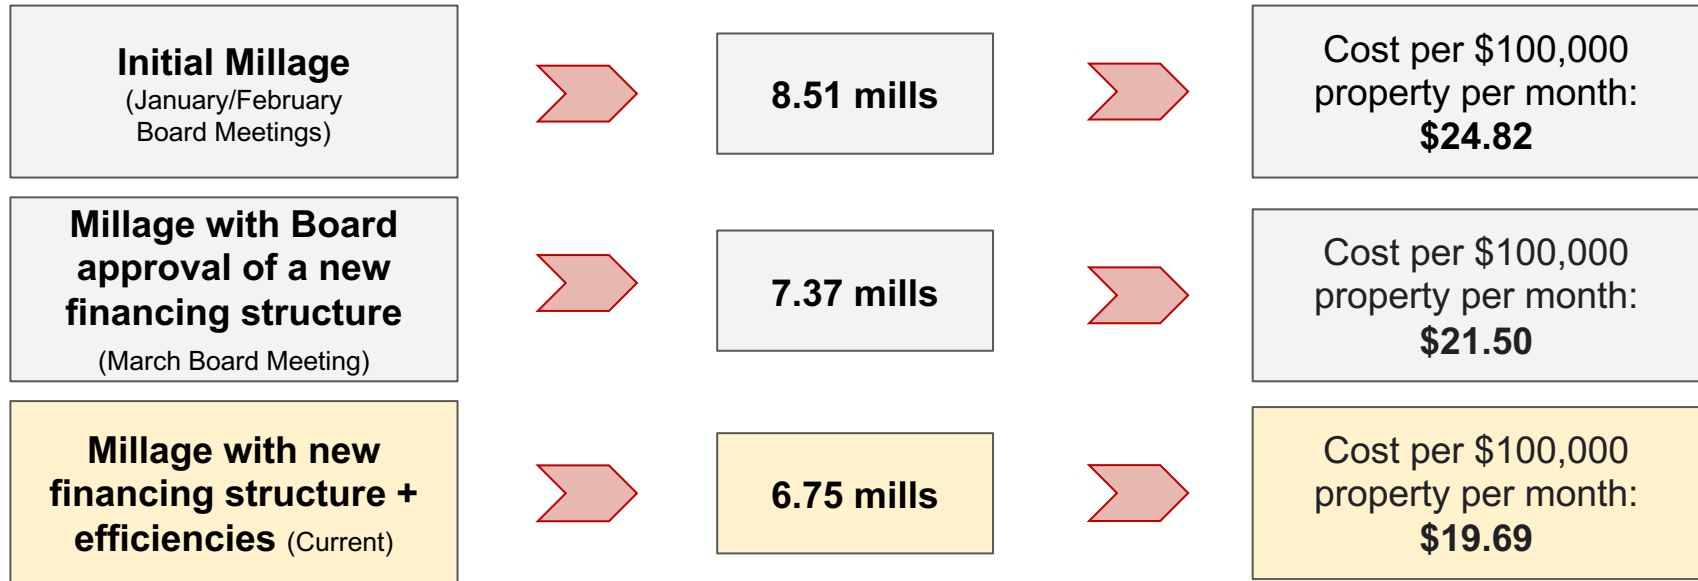 Initial Millage
(January/February
Board Meetings)
8.51 mills
Cost per $100,000
property per month:
$24.82
Millage with Board
approval of a new
financing structure
(March Board Meeting)
7.37 mills
Cost per $100,000
property per month:
$21.50
Millage with new
financing structure +
efficiencies (Current)
6.75 mills
Cost per $100,000
property per month:
$19.69